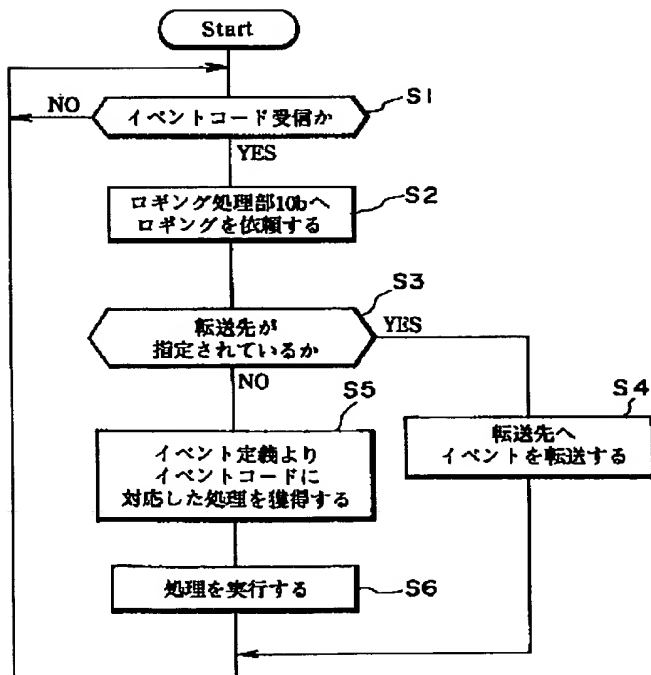 Start
イベントコード受信か
S1
NO
YES
ロギング処理部10bへ
ロギングを依頼する
S2
転送先が
指定されているか
S3
YES
NO
転送先へ
イベントを転送する
S4
イベント定義より
イベントコードに
対応した処理を獲得する
S5
処理を実行する
S6